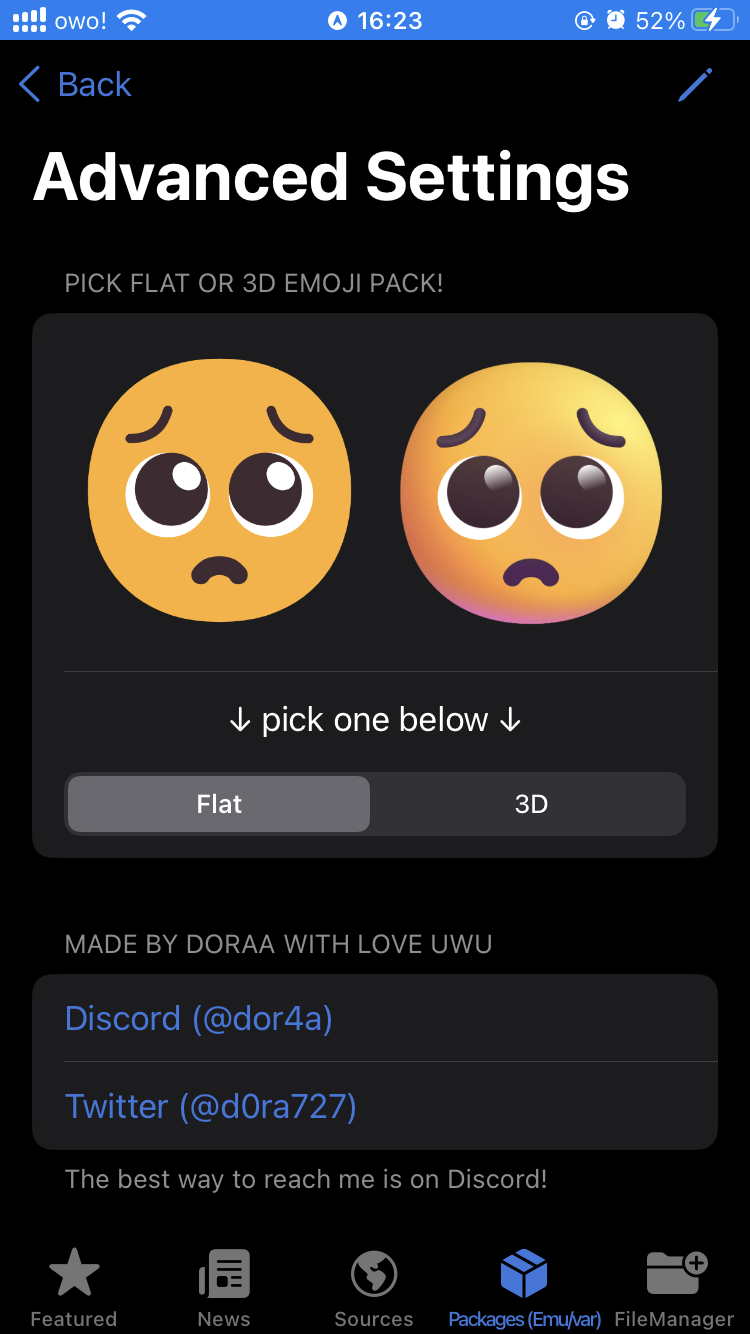 owo! 16:23 52%
Back
Advanced Settings
PICK FLAT OR 3D EMOJI PACK!
↓ pick one below ↓
Flat 3D
MADE BY DORAA WITH LOVE UWU
Discord (@dor4a)
Twitter (@d0ra727)
The best way to reach me is on Discord!
Featured News Sources Packages (Emu/var) FileManager